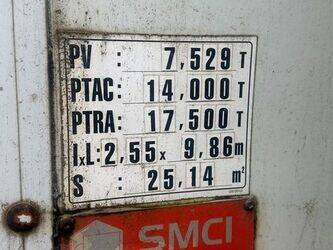 PV : 7,529 T
PTAC : 14,000 T
PTRA : 17,500 T
IxL: 2,55 x 9,86 m
S : 25,14 m²
SMCI